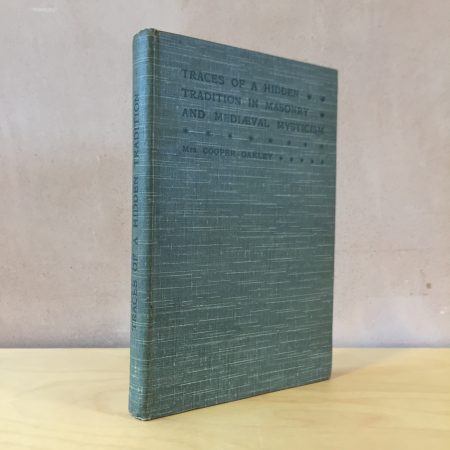 TRACES OF A HIDDEN
TRADITION IN MASONRY
AND MEDIÆVAL MYSTICISM
Mrs COOPER OAKLEY
TRACES OF A HIDDEN TRADITION